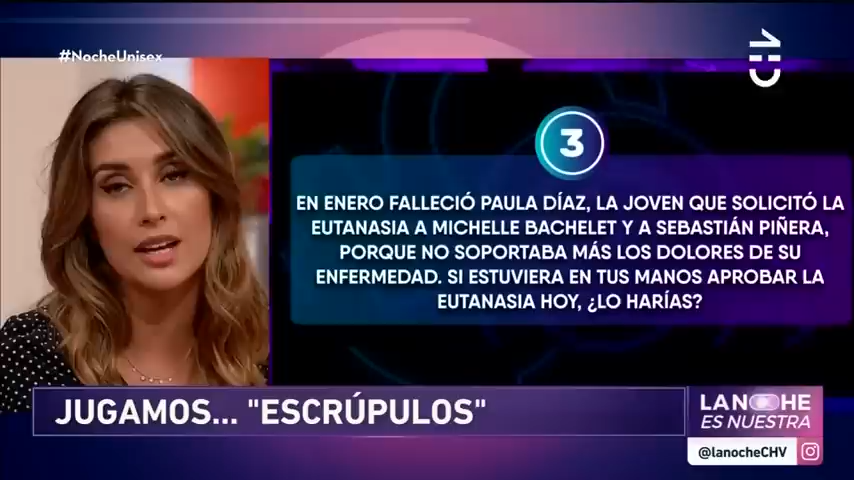 #NocheUnisex
CHV
3
EN ENERO FALLECIÓ PAULA DÍAZ, LA JOVEN QUE SOLICITÓ LA
EUTANASIA A MICHELLE BACHELET Y A SEBASTIÁN PIÑERA,
PORQUE NO SOPORTABA MÁS LOS DOLORES DE SU
ENFERMEDAD. SI ESTUVIERA EN TUS MANOS APROBAR LA
EUTANASIA HOY, ¿LO HARÍAS?
JUGAMOS... "ESCRÚPULOS"
LA NOCHE
ES NUESTRA
@lanocheCHV